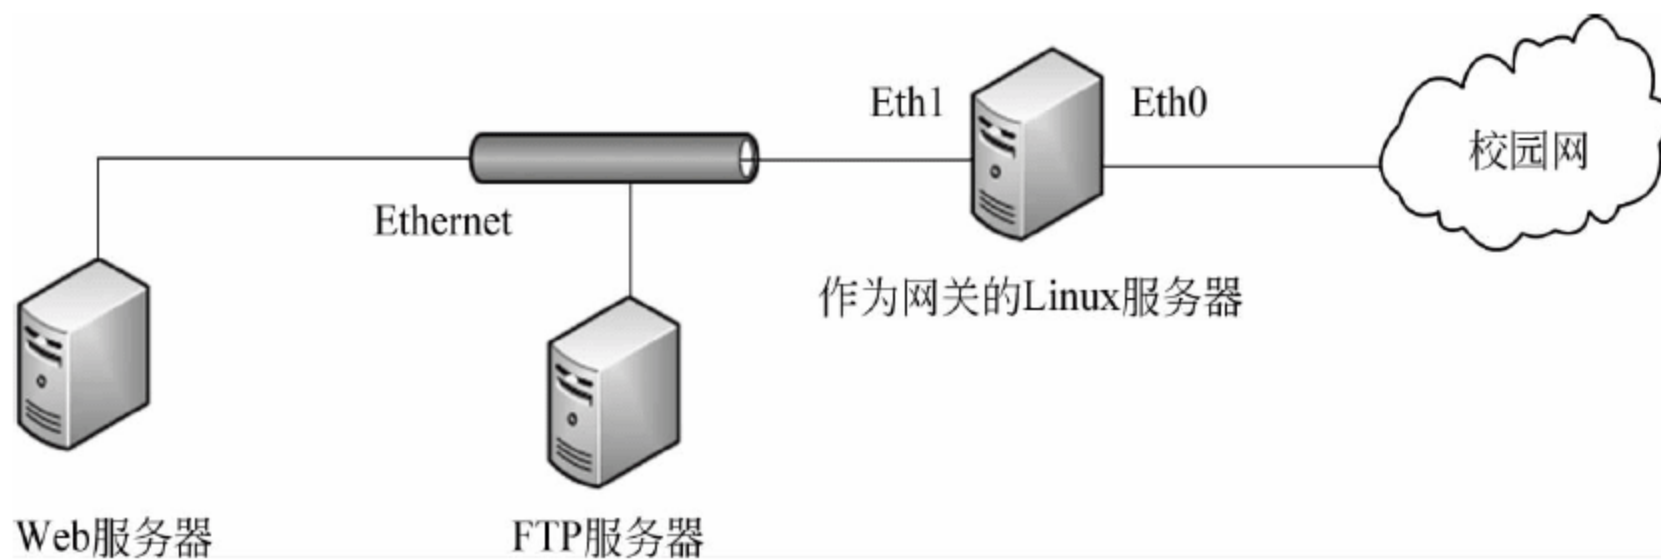 Eth1
Eth0
校园网
Ethernet
作为网关的Linux服务器
Web服务器
FTP服务器